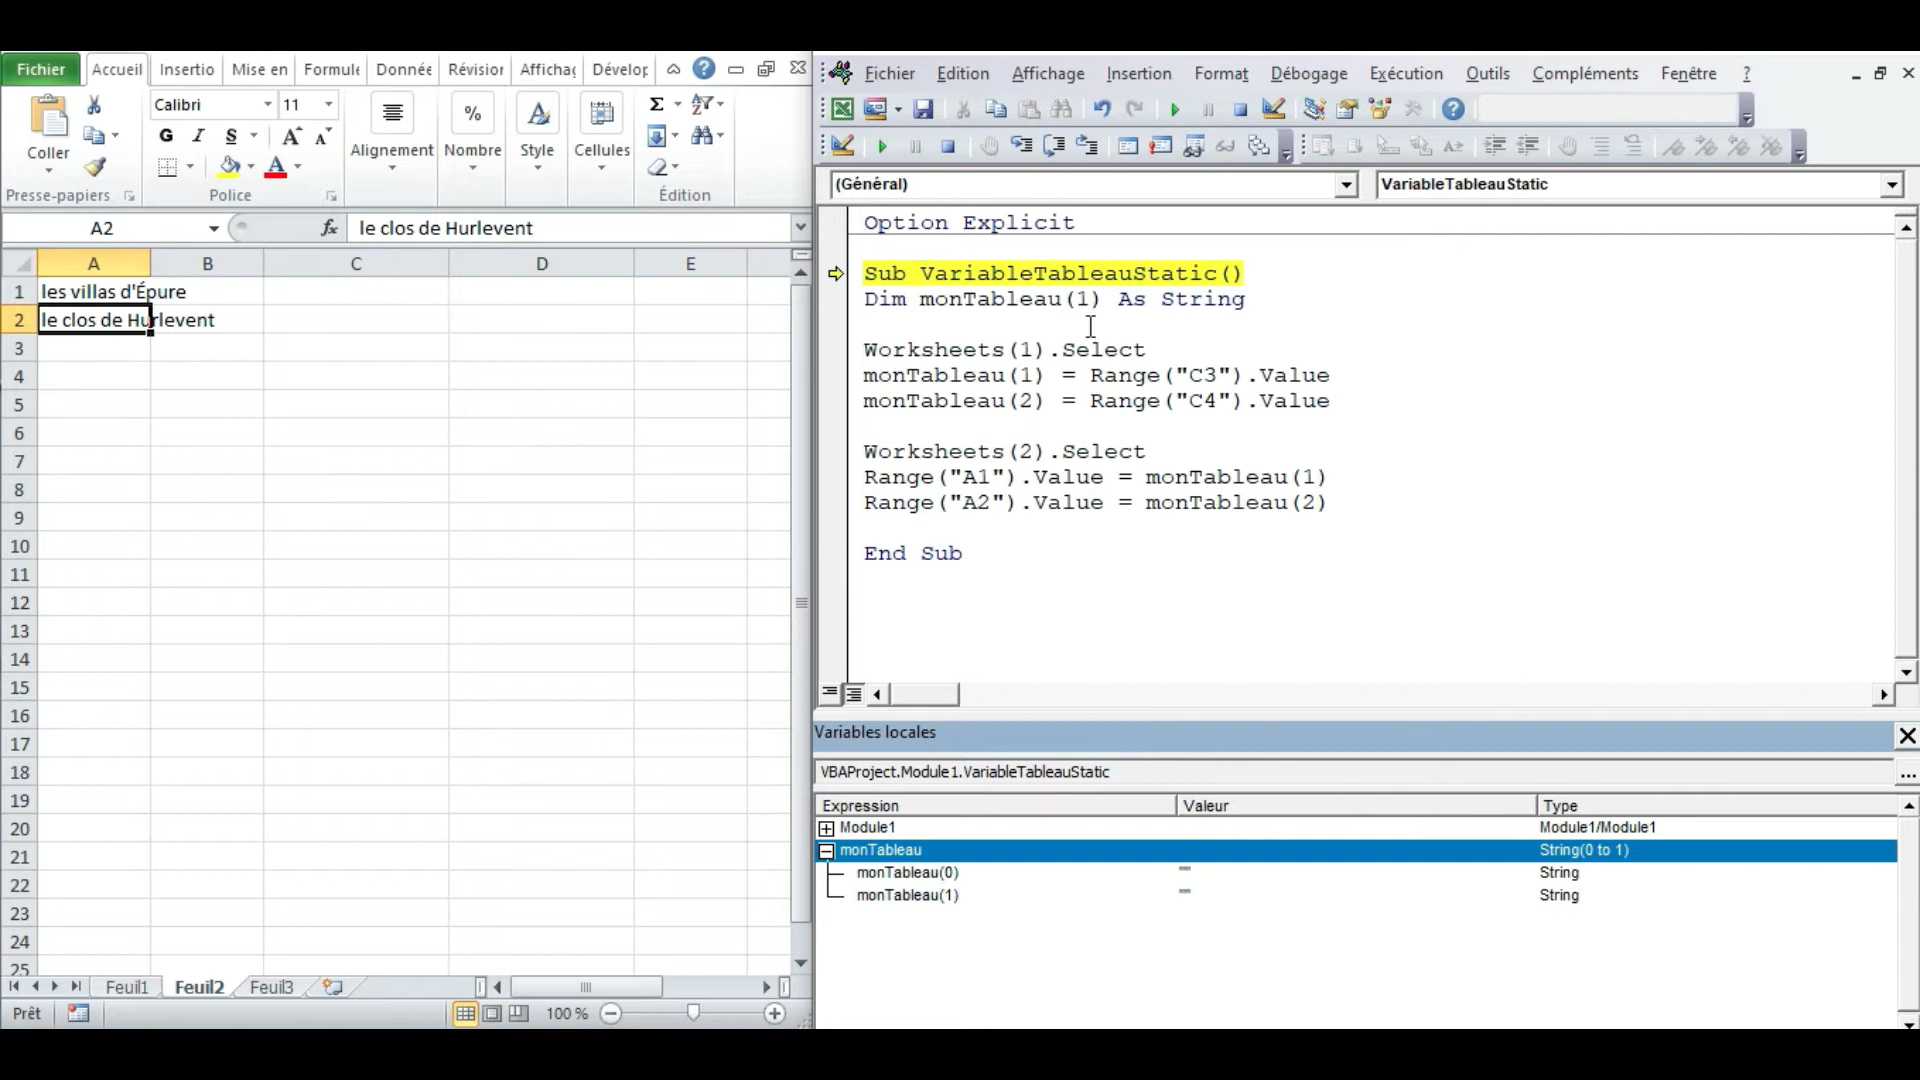 Fichier Accueil Insertio Mise en Formule Donnée Révision Affichag Dévelop
Calibri 11
Coller
G I S
Alignement Nombre Style Cellules
Presse-papiers Police Édition
A2 fx le clos de Hurlevent
A B C D E
1 les villas d'Épure
2 le clos de Hurlevent
3
4
5
6
7
8
9
10
11
12
13
14
15
16
17
18
19
20
21
22
23
24
25
Feuil1 Feuil2 Feuil3
Prêt 100 %
Fichier Edition Affichage Insertion Format Débogage Exécution Outils Compléments Fenêtre ?
(Général) VariableTableauStatic
Option Explicit
Sub VariableTableauStatic()
Dim monTableau(1) As String
Worksheets(1).Select
monTableau(1) = Range("C3").Value
monTableau(2) = Range("C4").Value
Worksheets(2).Select
Range("A1").Value = monTableau(1)
Range("A2").Value = monTableau(2)
End Sub
Variables locales
VBAProject.Module1.VariableTableauStatic
...
Expression Valeur Type
Module1 Module1/Module1
monTableau String(0 to 1)
monTableau(0) "" String
monTableau(1) "" String